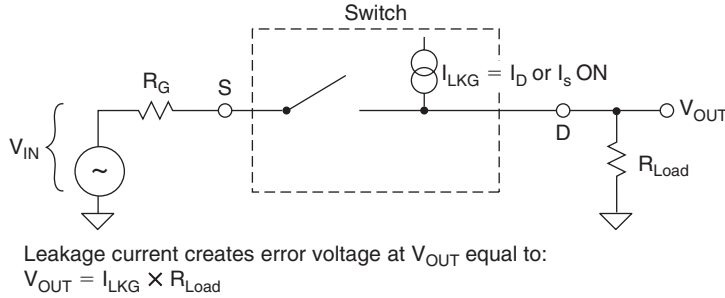 Switch
I_LKG = I_D or I_s ON
R_G
S
V_IN
~
D
V_OUT
R_Load
Leakage current creates error voltage at V_OUT equal to:
V_OUT = I_LKG × R_Load